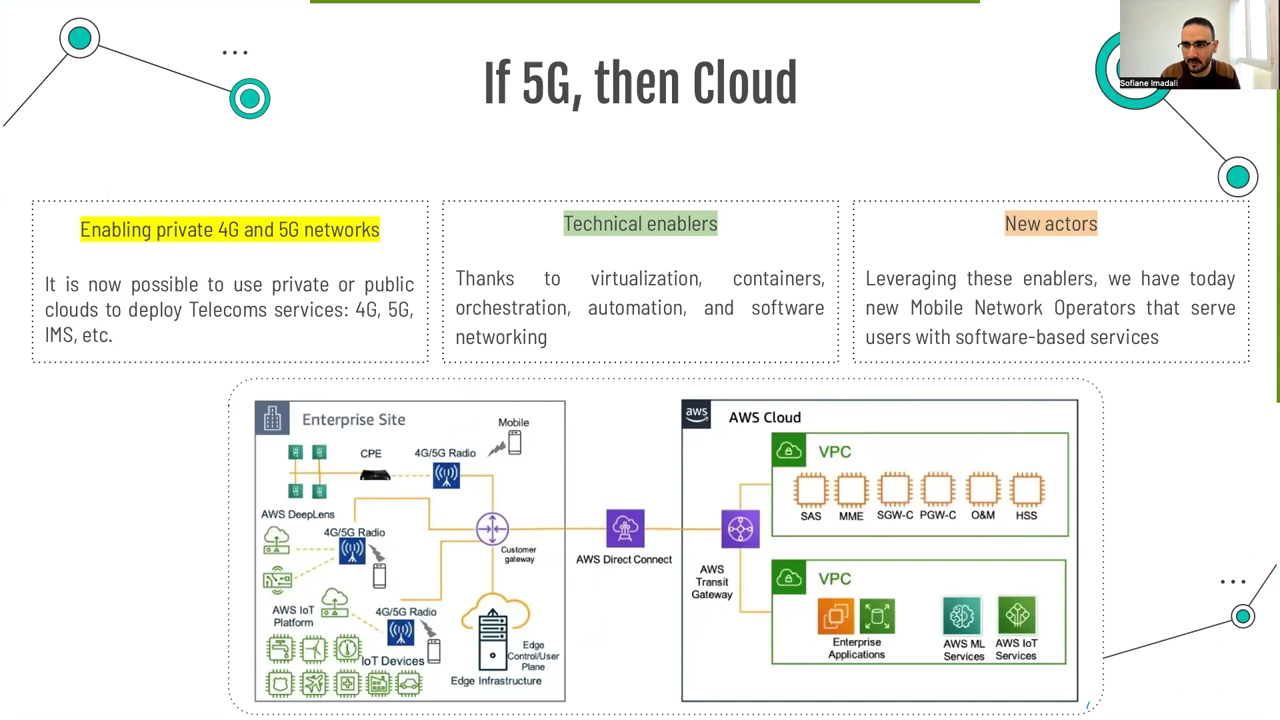 If 5G, then Cloud
Sofiane Imadali
Enabling private 4G and 5G networks
It is now possible to use private or public
clouds to deploy Telecoms services: 4G, 5G,
IMS, etc.
Technical enablers
Thanks to virtualization, containers,
orchestration, automation, and software
networking
New actors
Leveraging these enablers, we have today
new Mobile Network Operators that serve
users with software-based services
Enterprise Site
Mobile
CPE
4G/5G Radio
AWS DeepLens
4G/5G Radio
Customer
gateway
AWS IoT
Platform
4G/5G Radio
IoT Devices
Edge
Control/User
Plane
Edge Infrastructure
AWS Direct Connect
aws
AWS Cloud
AWS
Transit
Gateway
VPC
SAS
MME
SGW-C
PGW-C
O&M
HSS
VPC
Enterprise
Applications
AWS ML
Services
AWS IoT
Services